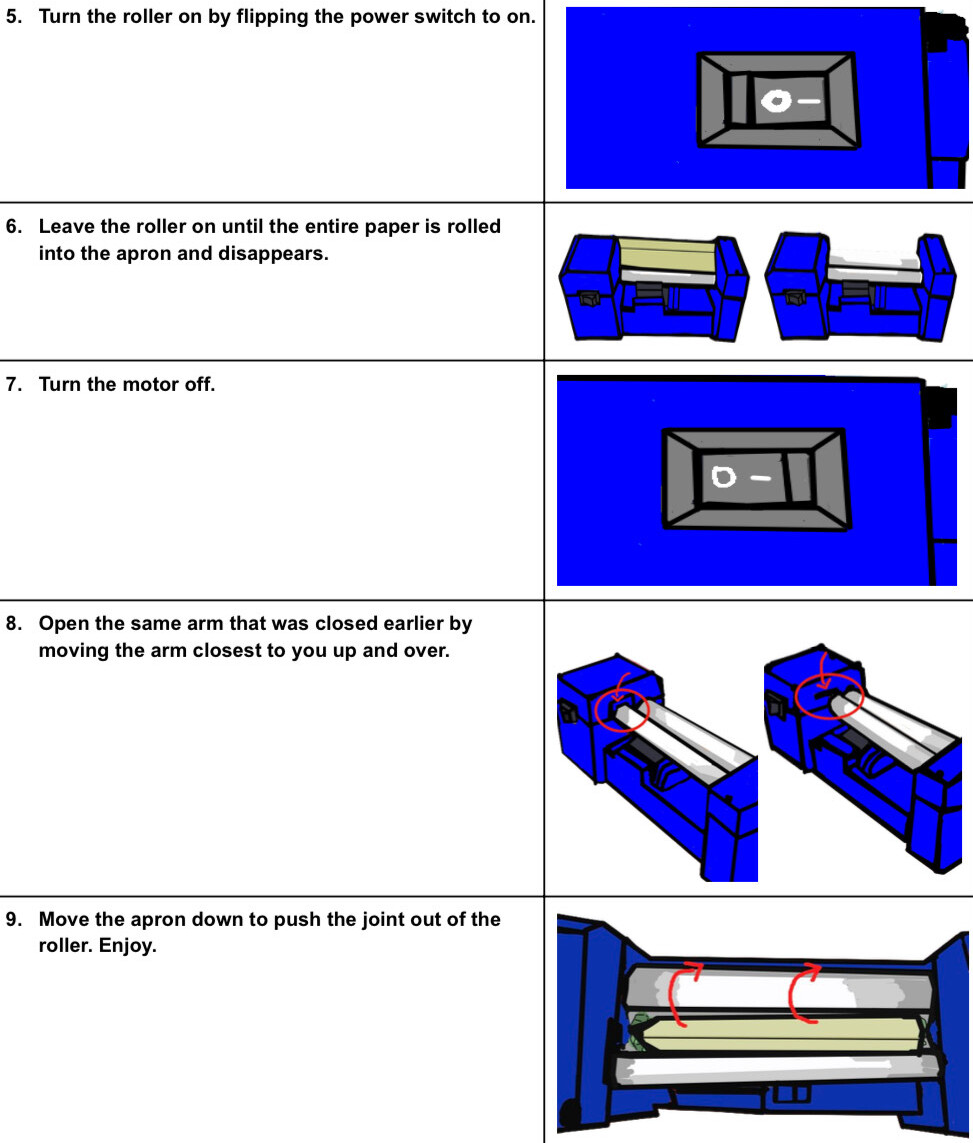 5. Turn the roller on by flipping the power switch to on.
O –
6. Leave the roller on until the entire paper is rolled
into the apron and disappears.
7. Turn the motor off.
O –
8. Open the same arm that was closed earlier by
moving the arm closest to you up and over.
9. Move the apron down to push the joint out of the
roller. Enjoy.